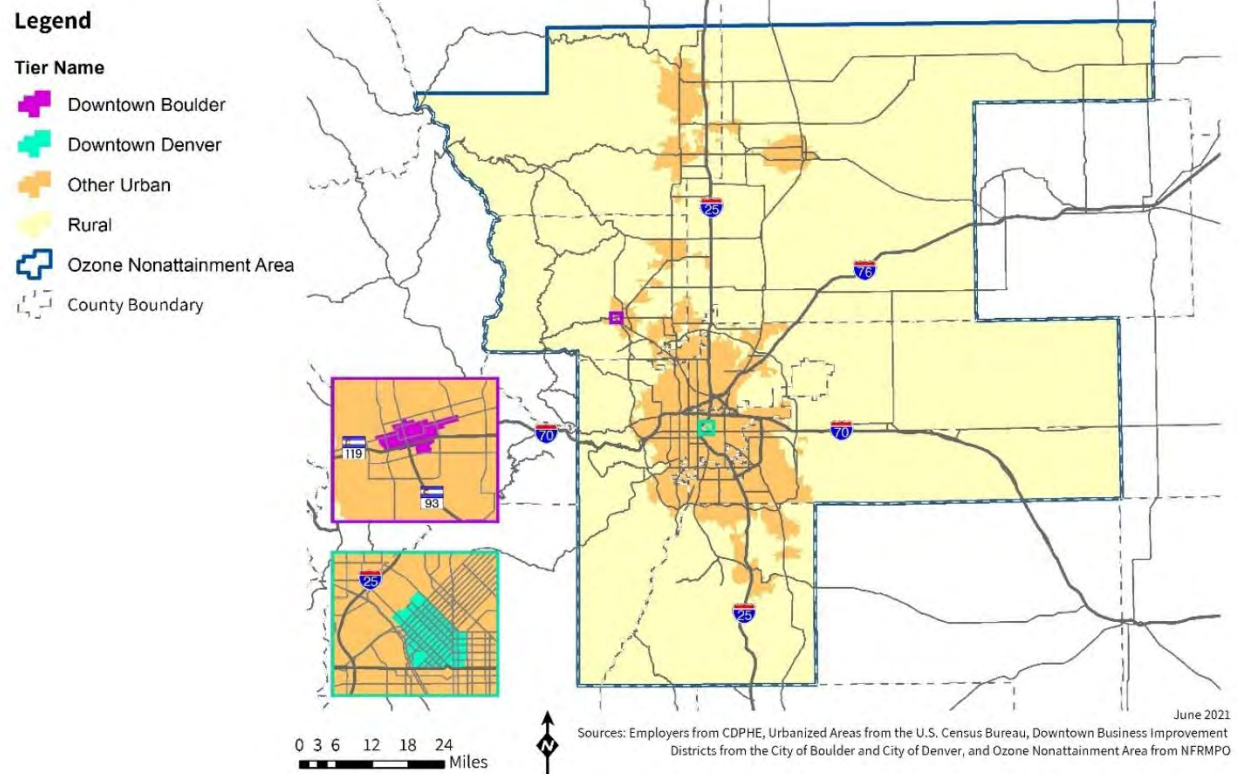 Legend
Tier Name
Downtown Boulder
Downtown Denver
Other Urban
Rural
Ozone Nonattainment Area
County Boundary
25
76
70
70
25
119
93
25
0 3 6 12 18 24
Miles
N
June 2021
Sources: Employers from CDPHE, Urbanized Areas from the U.S. Census Bureau, Downtown Business Improvement
Districts from the City of Boulder and City of Denver, and Ozone Nonattainment Area from NFRMPO